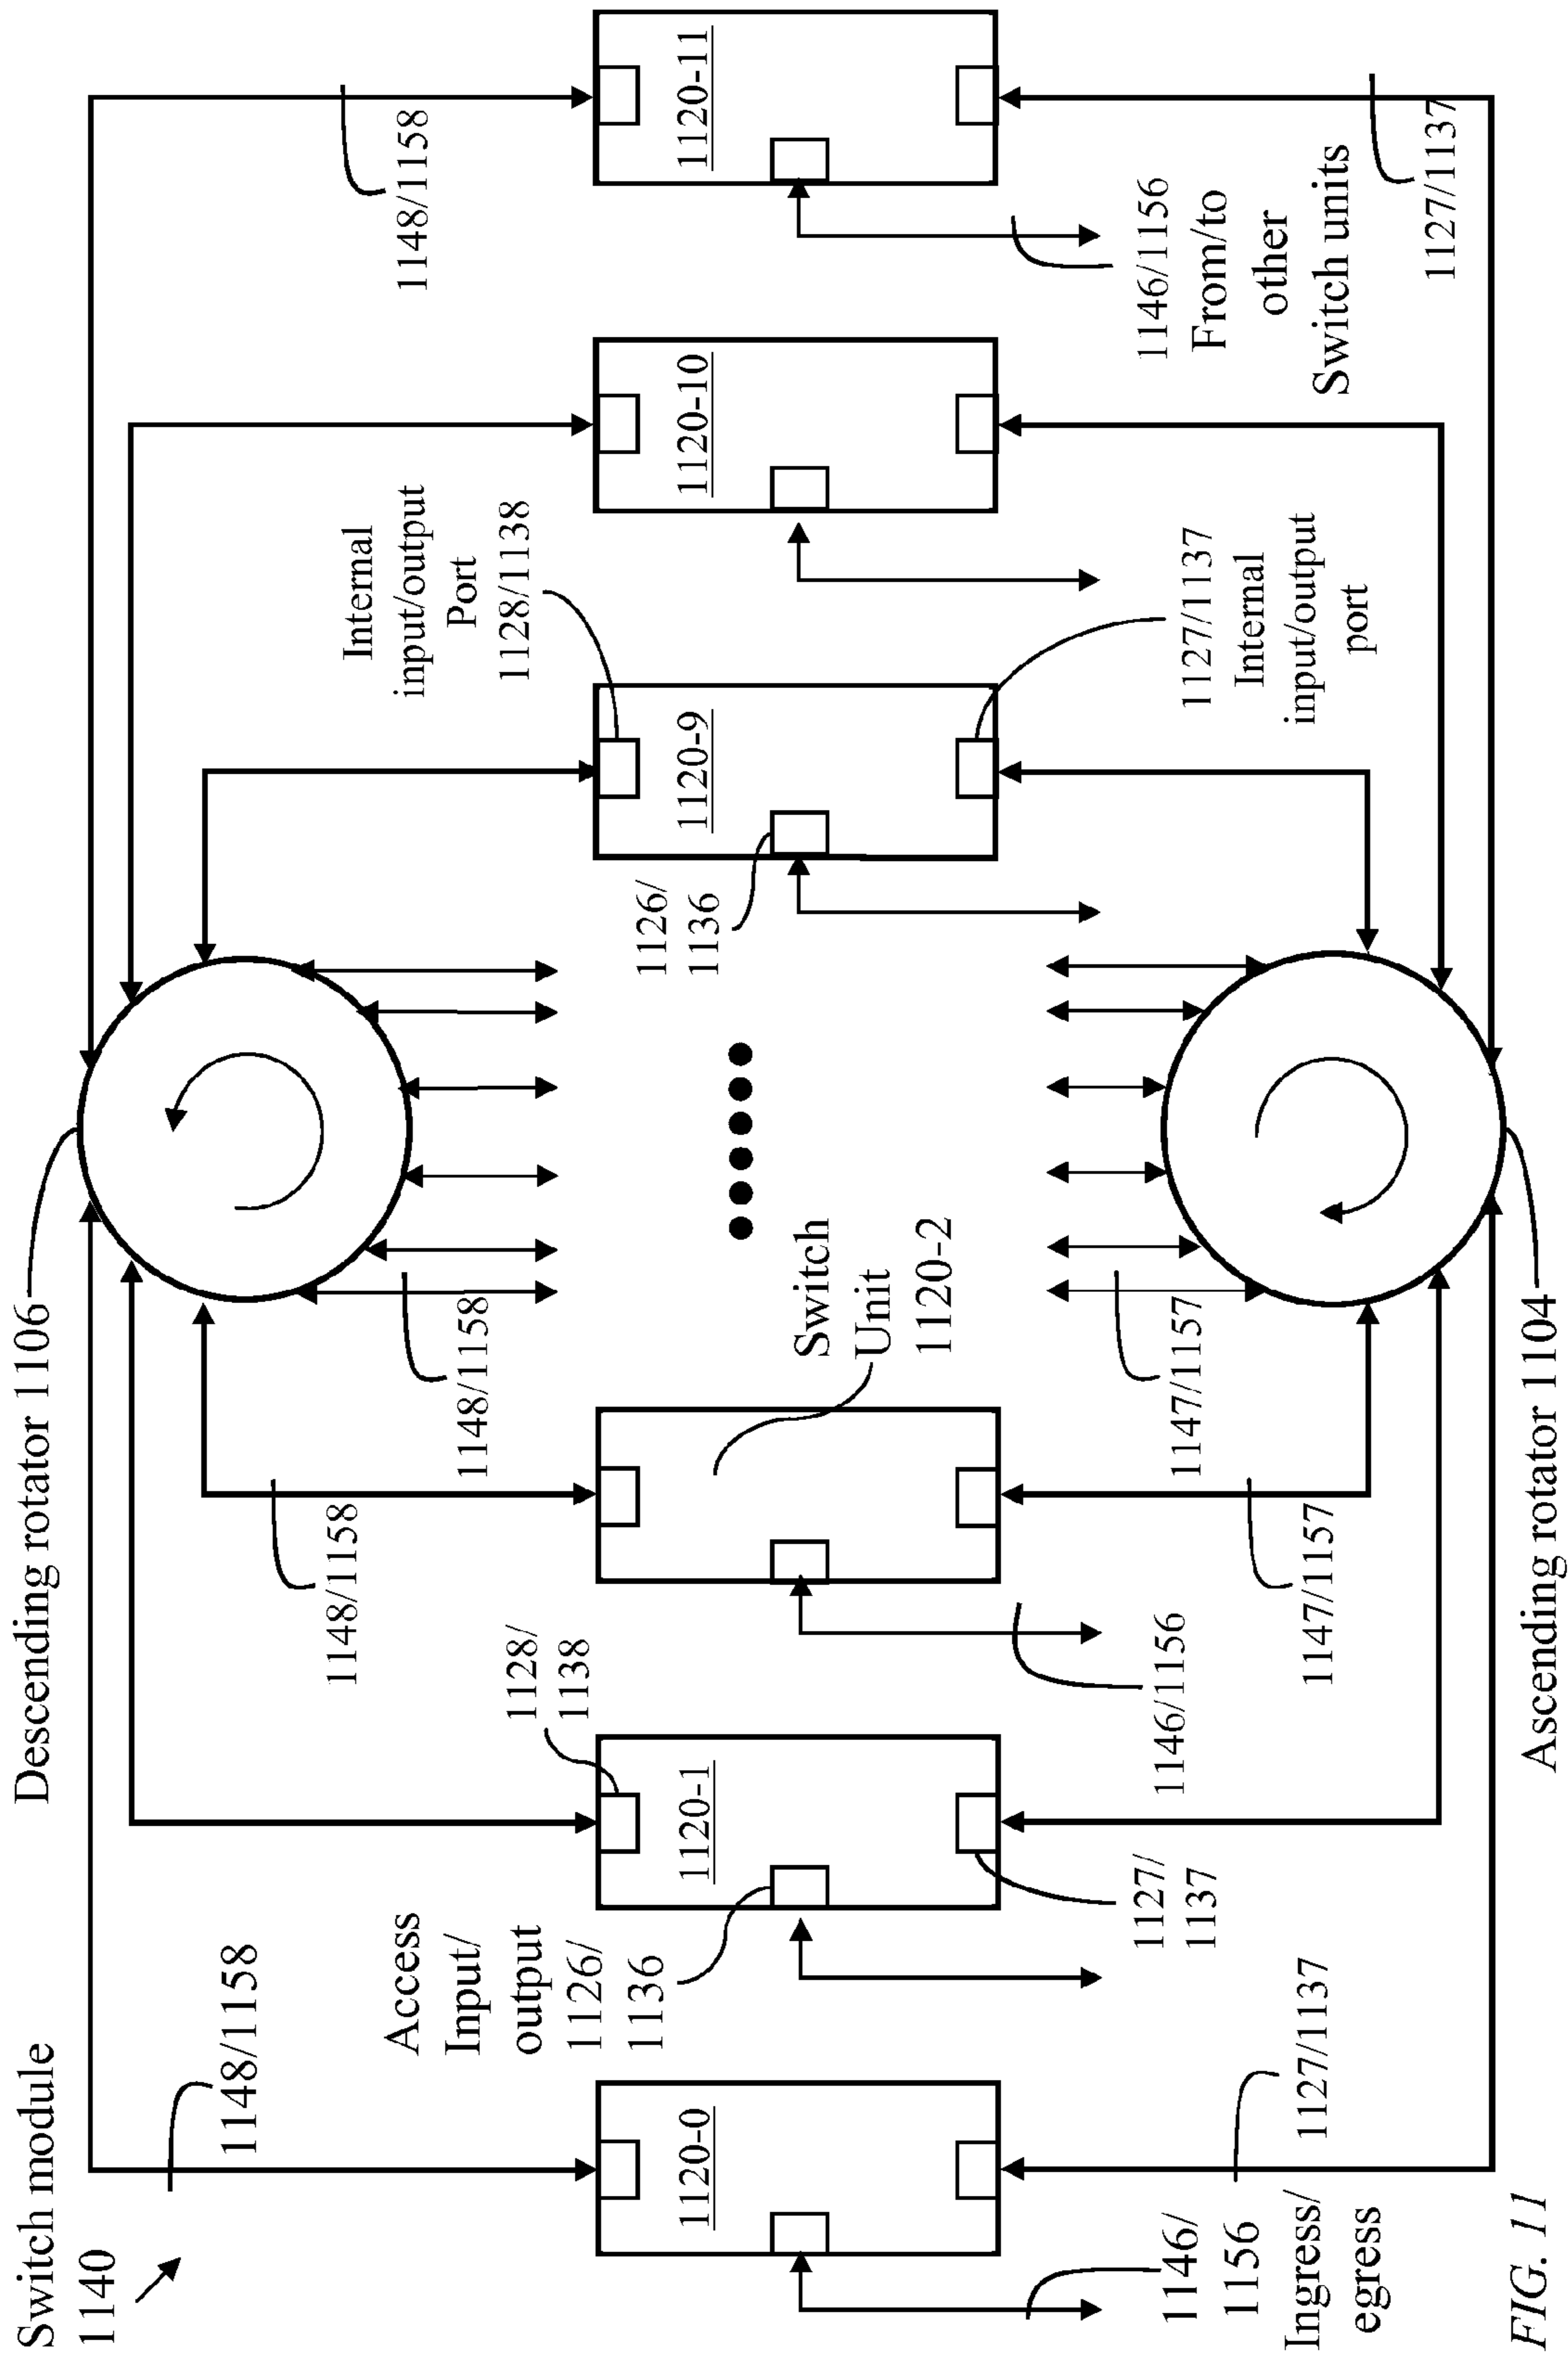 Switch module
1140
Descending rotator 1106
1148/1158
1148/1158
1148/1158
1148/1158
Access
Input/
output
1126/
1136
1128/
1138
Internal
input/output
Port
1128/1138
1120-0
1120-1
Switch
Unit
1120-2
1126/
1136
1120-9
1120-10
1120-11
1146/
1156
Ingress/
egress
1127/1137
1127/
1137
1146/1156
1147/1157
1147/1157
1127/1137
Internal
input/output
port
1146/1156
From/to
other
Switch units
1127/1137
Ascending rotator 1104
FIG. 11